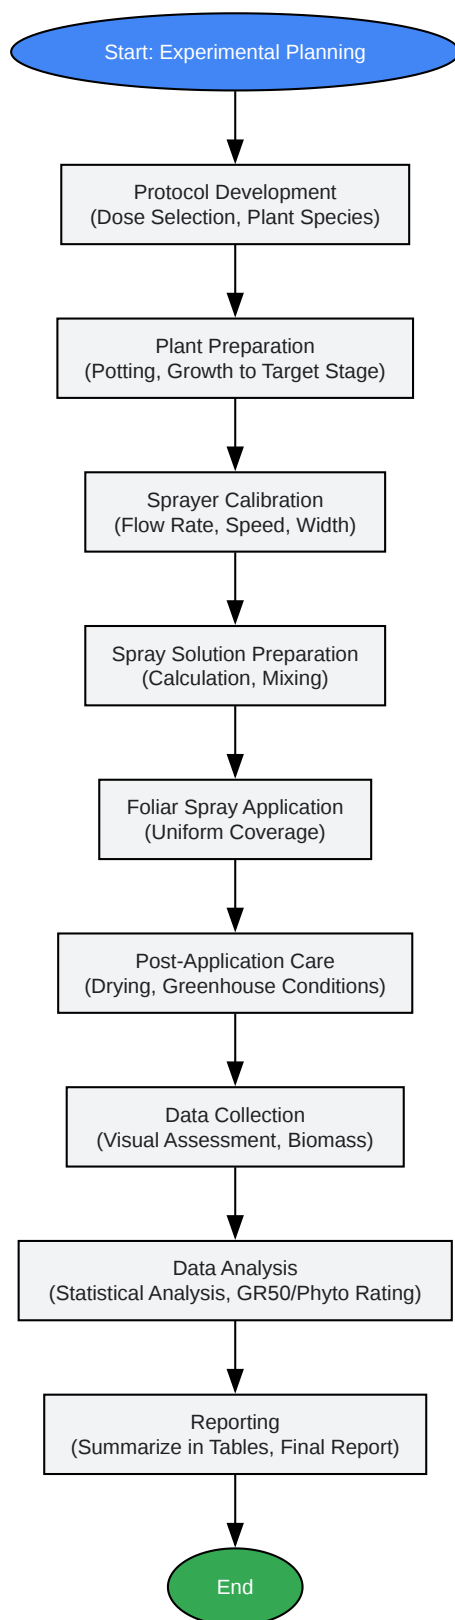 Start: Experimental Planning
Protocol Development
(Dose Selection, Plant Species)
Plant Preparation
(Potting, Growth to Target Stage)
Sprayer Calibration
(Flow Rate, Speed, Width)
Spray Solution Preparation
(Calculation, Mixing)
Foliar Spray Application
(Uniform Coverage)
Post-Application Care
(Drying, Greenhouse Conditions)
Data Collection
(Visual Assessment, Biomass)
Data Analysis
(Statistical Analysis, GR50/Phyto Rating)
Reporting
(Summarize in Tables, Final Report)
End